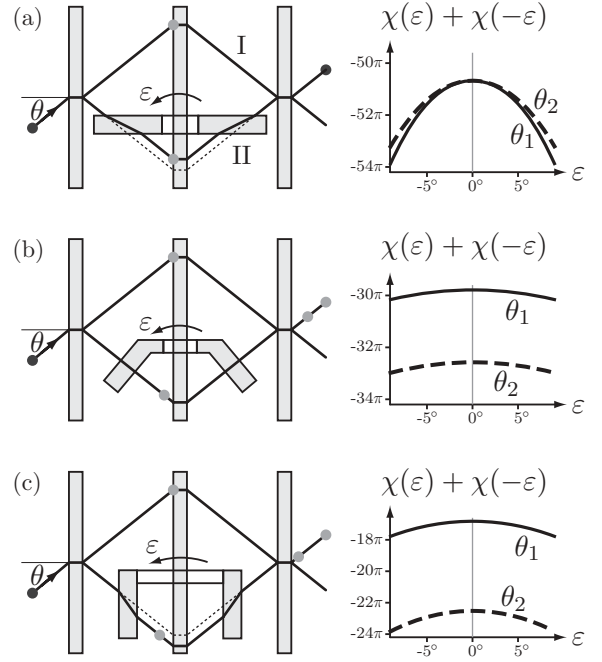 (a)
θ
ε
I
II
χ(ε) + χ(-ε)
-50π
-52π
-54π
-5° 0° 5° ε
θ₂
θ₁
(b)
θ
ε
χ(ε) + χ(-ε)
-30π
-32π
-34π
-5° 0° 5° ε
θ₁
θ₂
(c)
θ
ε
χ(ε) + χ(-ε)
-18π
-20π
-22π
-24π
-5° 0° 5° ε
θ₁
θ₂